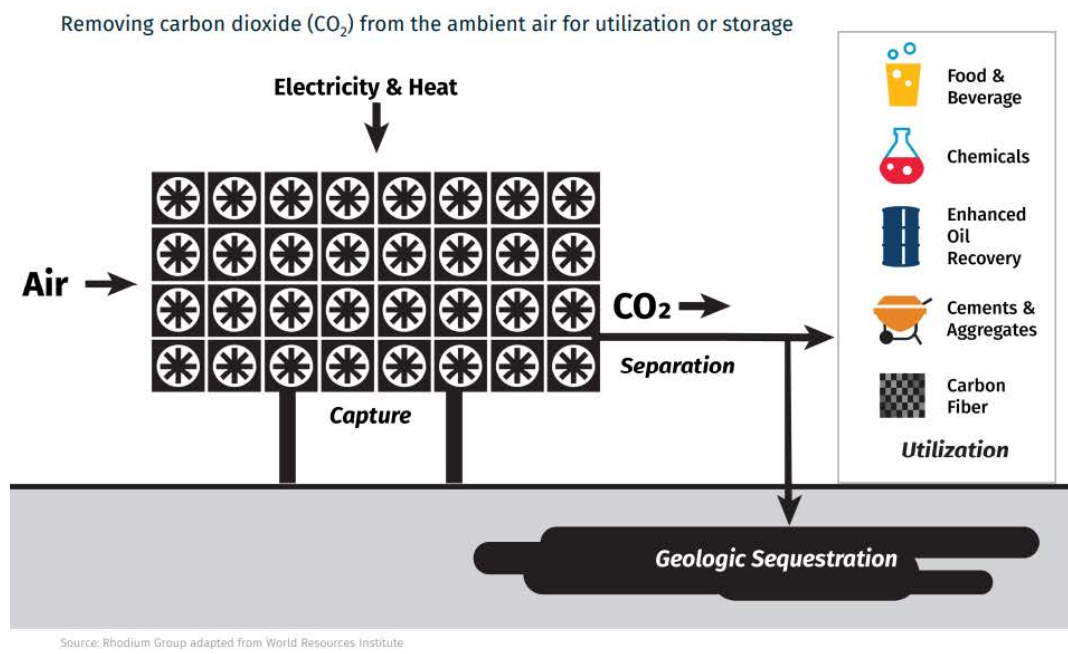 Removing carbon dioxide (CO₂) from the ambient air for utilization or storage
Electricity & Heat
Air
Capture
CO₂
Separation
Food &
Beverage
Chemicals
Enhanced
Oil
Recovery
Cements &
Aggregates
Carbon
Fiber
Utilization
Geologic Sequestration
Source: Rhodium Group adapted from World Resources Institute